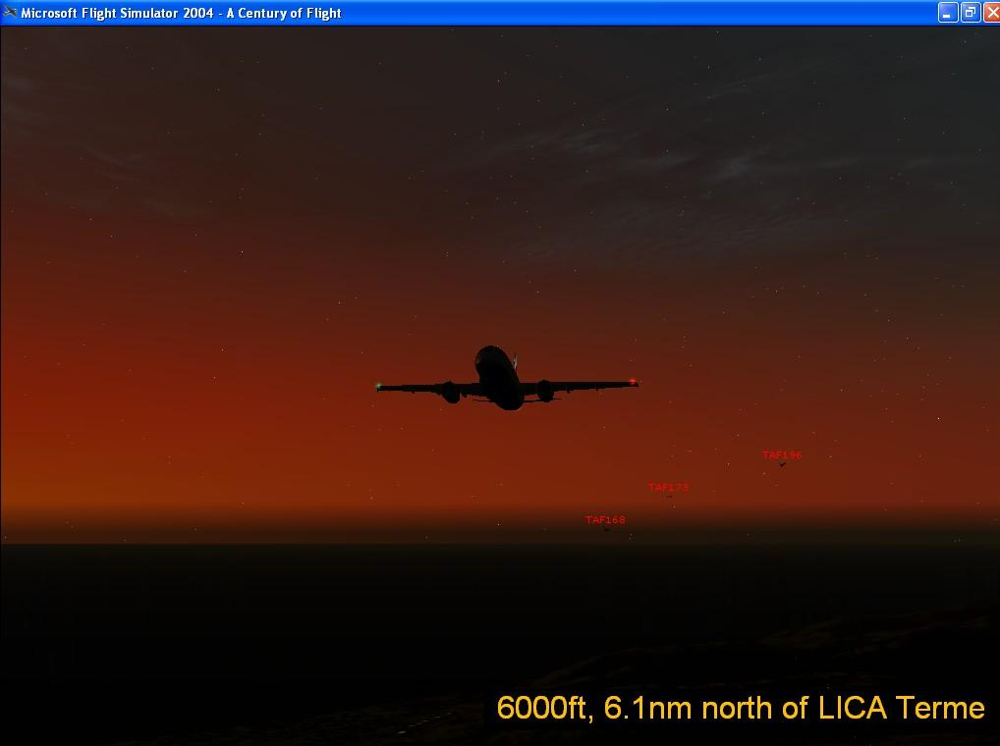 Microsoft Flight Simulator 2004 - A Century of Flight
TAF196
TAF173
TAF168
6000ft, 6.1nm north of LICA Terme